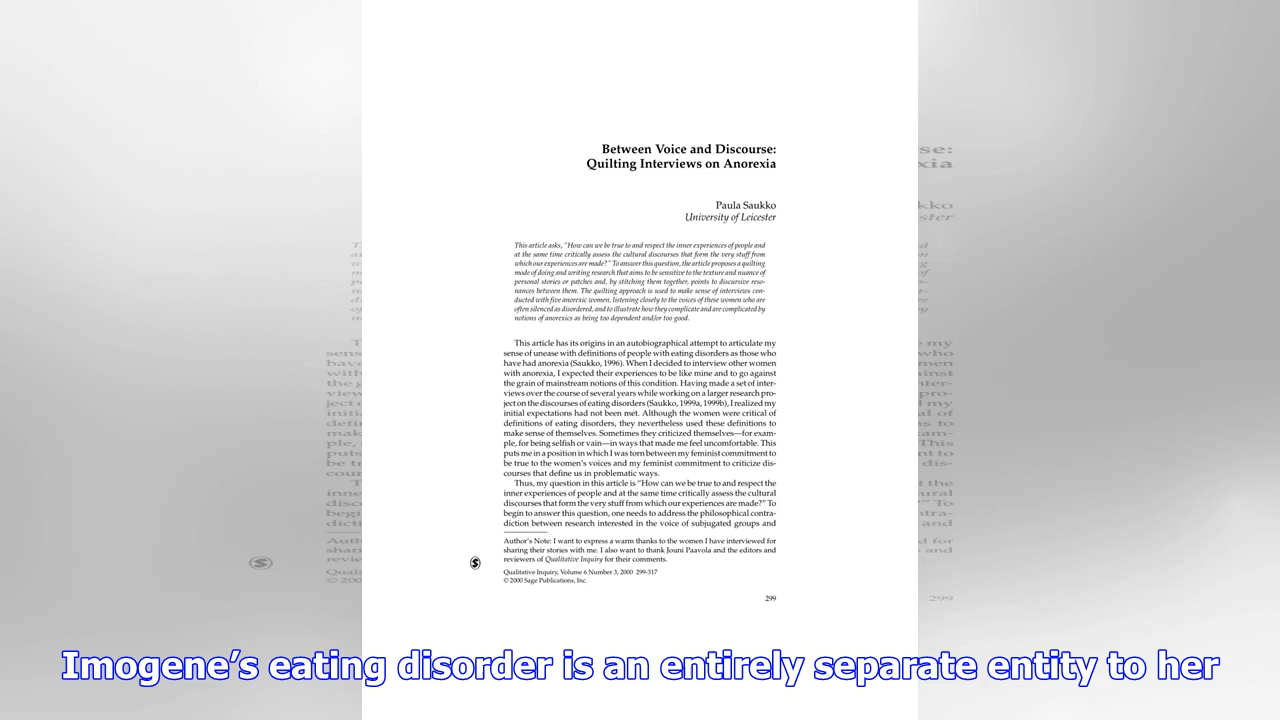 Between Voice and Discourse:
Quilting Interviews on Anorexia
Paula Saukko
University of Leicester
This article asks, "How can we be true to and respect the inner experiences of people and
at the same time critically assess the cultural discourses that form the very stuff from
which our experiences are made?" To answer this question, the article proposes a quilting
mode of doing and writing research that aims to be sensitive to the texture and nuance of
personal stories or patches and, by stitching them together, points to discursive reso-
nances between them. The quilting approach is used to make sense of interviews con-
ducted with five anorexic women, listening closely to the voices of these women who are
often silenced as disordered, and to illustrate how they complicate and are complicated by
notions of anorexics as being too dependent and/or too good.
This article has its origins in an autobiographical attempt to articulate my
sense of unease with definitions of people with eating disorders as those who
have had anorexia (Saukko, 1996). When I decided to interview other women
with anorexia, I expected their experiences to be like mine and to go against
the grain of mainstream notions of this condition. Having made a set of inter-
views over the course of several years while working on a larger research pro-
ject on the discourses of eating disorders (Saukko, 1999a, 1999b), I realized my
initial expectations had not been met. Although the women were critical of
definitions of eating disorders, they nevertheless used these definitions to
make sense of themselves. Sometimes they criticized themselves—for exam-
ple, for being selfish or vain—in ways that made me feel uncomfortable. This
puts me in a position in which I was torn between my feminist commitment to
be true to the women's voices and my feminist commitment to criticize dis-
courses that define us in problematic ways.
Thus, my question in this article is "How can we be true to and respect the
inner experiences of people and at the same time critically assess the cultural
discourses that form the very stuff from which our experiences are made?" To
begin to answer this question, one needs to address the philosophical contra-
diction between research interested in the voice of subjugated groups and
Author's Note: I want to express a warm thanks to the women I have interviewed for
sharing their stories with me. I also want to thank Jouni Paavola and the editors and
reviewers of Qualitative Inquiry for their comments.
Qualitative Inquiry, Volume 6 Number 3, 2000 299-317
© 2000 Sage Publications, Inc.
299
Imogene's eating disorder is an entirely separate entity to her